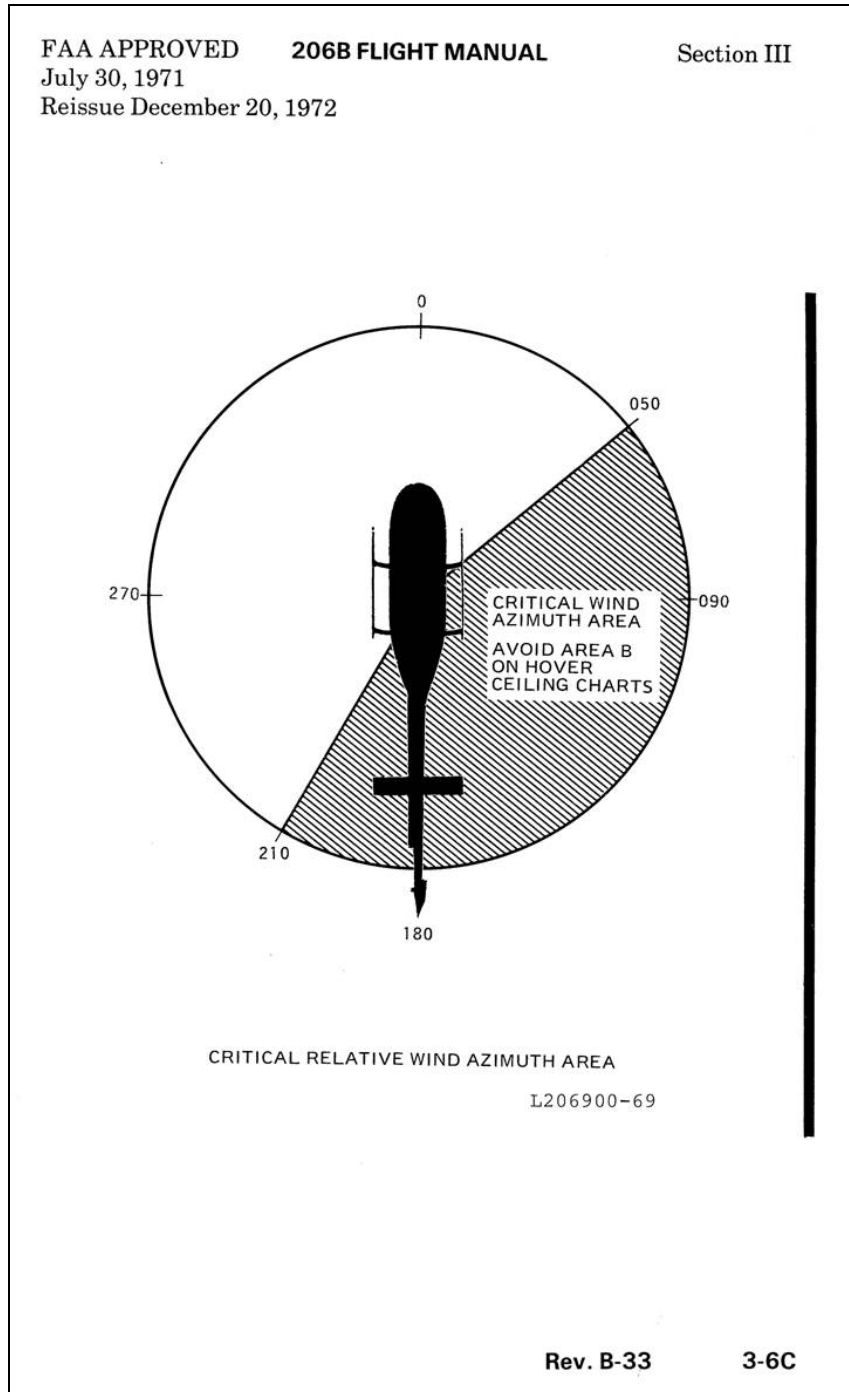 FAA APPROVED 206B FLIGHT MANUAL Section III
July 30, 1971
Reissue December 20, 1972
0
050
270
090
CRITICAL WIND
AZIMUTH AREA
AVOID AREA B
ON HOVER
CEILING CHARTS
210
180
CRITICAL RELATIVE WIND AZIMUTH AREA
L206900-69
Rev. B-33 3-6C